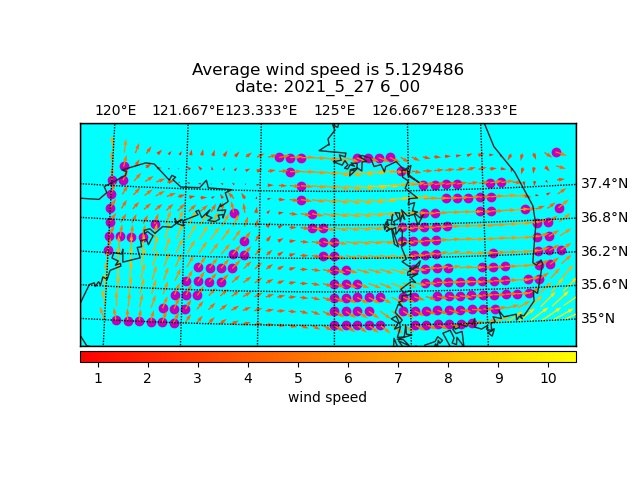 Average wind speed is 5.129486
date: 2021_5_27 6_00
120°E 121.667°E 123.333°E 125°E 126.667°E 128.333°E
37.4°N
36.8°N
36.2°N
35.6°N
35°N
1 2 3 4 5 6 7 8 9 10
wind speed